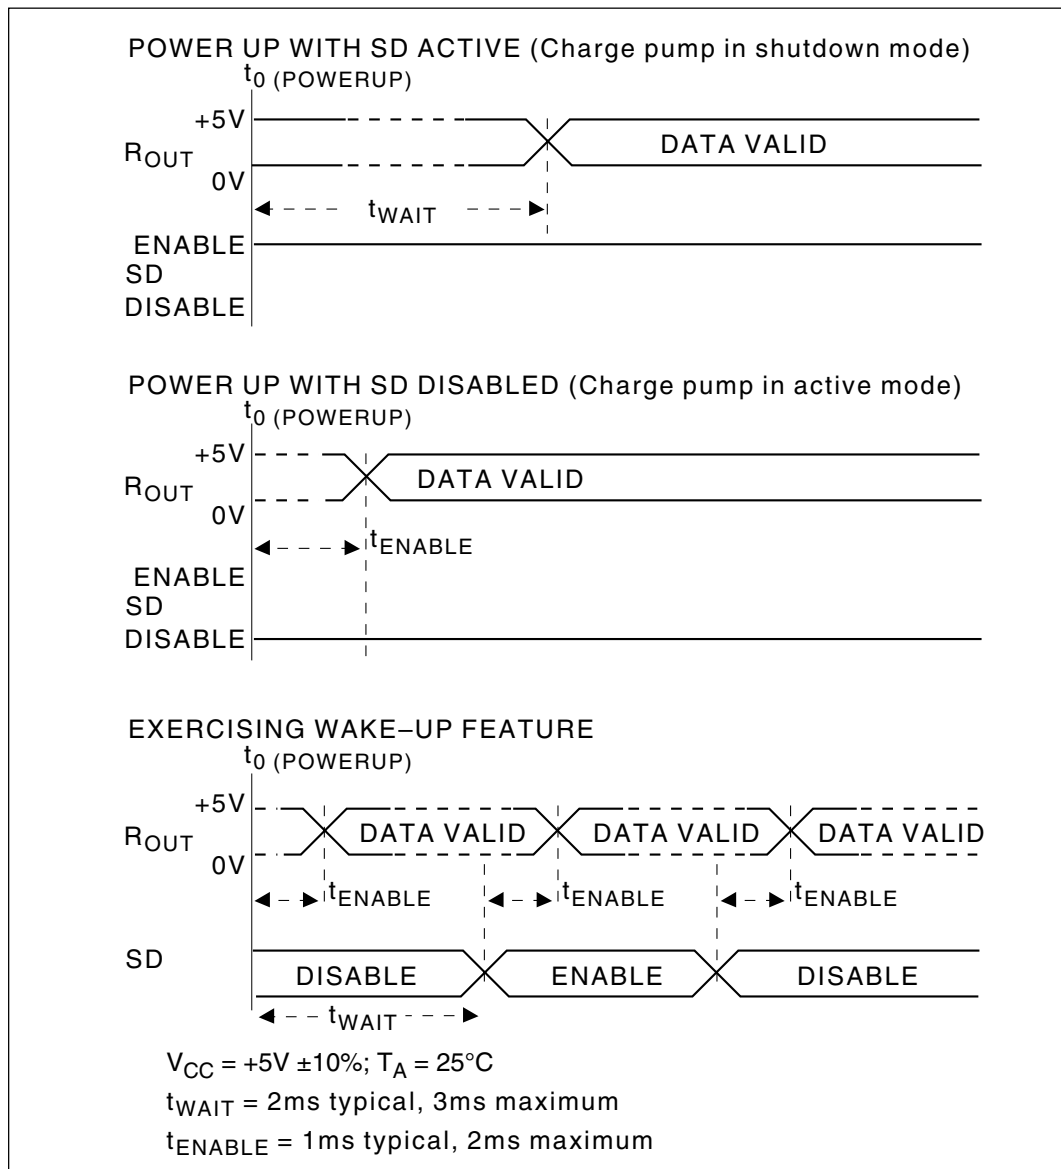 POWER UP WITH SD ACTIVE (Charge pump in shutdown mode)
t0 (POWERUP)
+5V
ROUT
DATA VALID
0V
tWAIT
ENABLE
SD
DISABLE
POWER UP WITH SD DISABLED (Charge pump in active mode)
t0 (POWERUP)
+5V
ROUT
DATA VALID
0V
tENABLE
ENABLE
SD
DISABLE
EXERCISING WAKE–UP FEATURE
t0 (POWERUP)
+5V
ROUT
DATA VALID DATA VALID DATA VALID
0V
tENABLE tENABLE tENABLE
SD
DISABLE ENABLE DISABLE
tWAIT
VCC = +5V ±10%; TA = 25°C
tWAIT = 2ms typical, 3ms maximum
tENABLE = 1ms typical, 2ms maximum